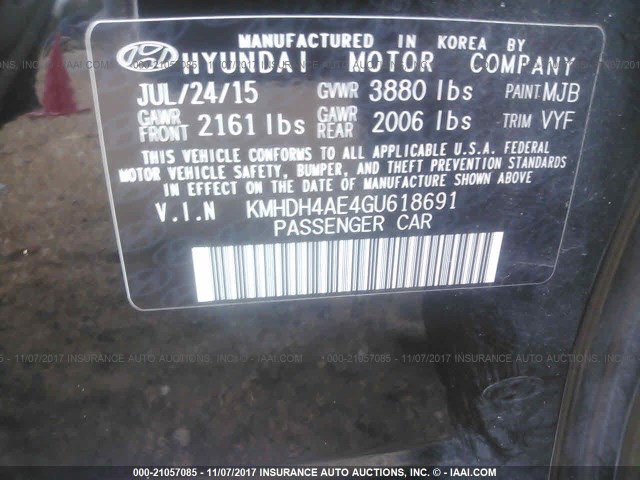 MANUFACTURED IN KOREA BY
HYUNDAI MOTOR COMPANY
JUL/24/15 GVWR 3880 lbs PAINT MJB
GAWR FRONT 2161 lbs GAWR REAR 2006 lbs TRIM VYF
THIS VEHICLE CONFORMS TO ALL APPLICABLE U.S.A. FEDERAL
MOTOR VEHICLE SAFETY, BUMPER, AND THEFT PREVENTION STANDARDS
IN EFFECT ON THE DATE OF MANUFACTURE SHOWN ABOVE
V.I.N KMHDH4AE4GU618691
PASSENGER CAR
000-21057085 - 11/07/2017 INSURANCE AUTO AUCTIONS, INC. - © IAAI.COM